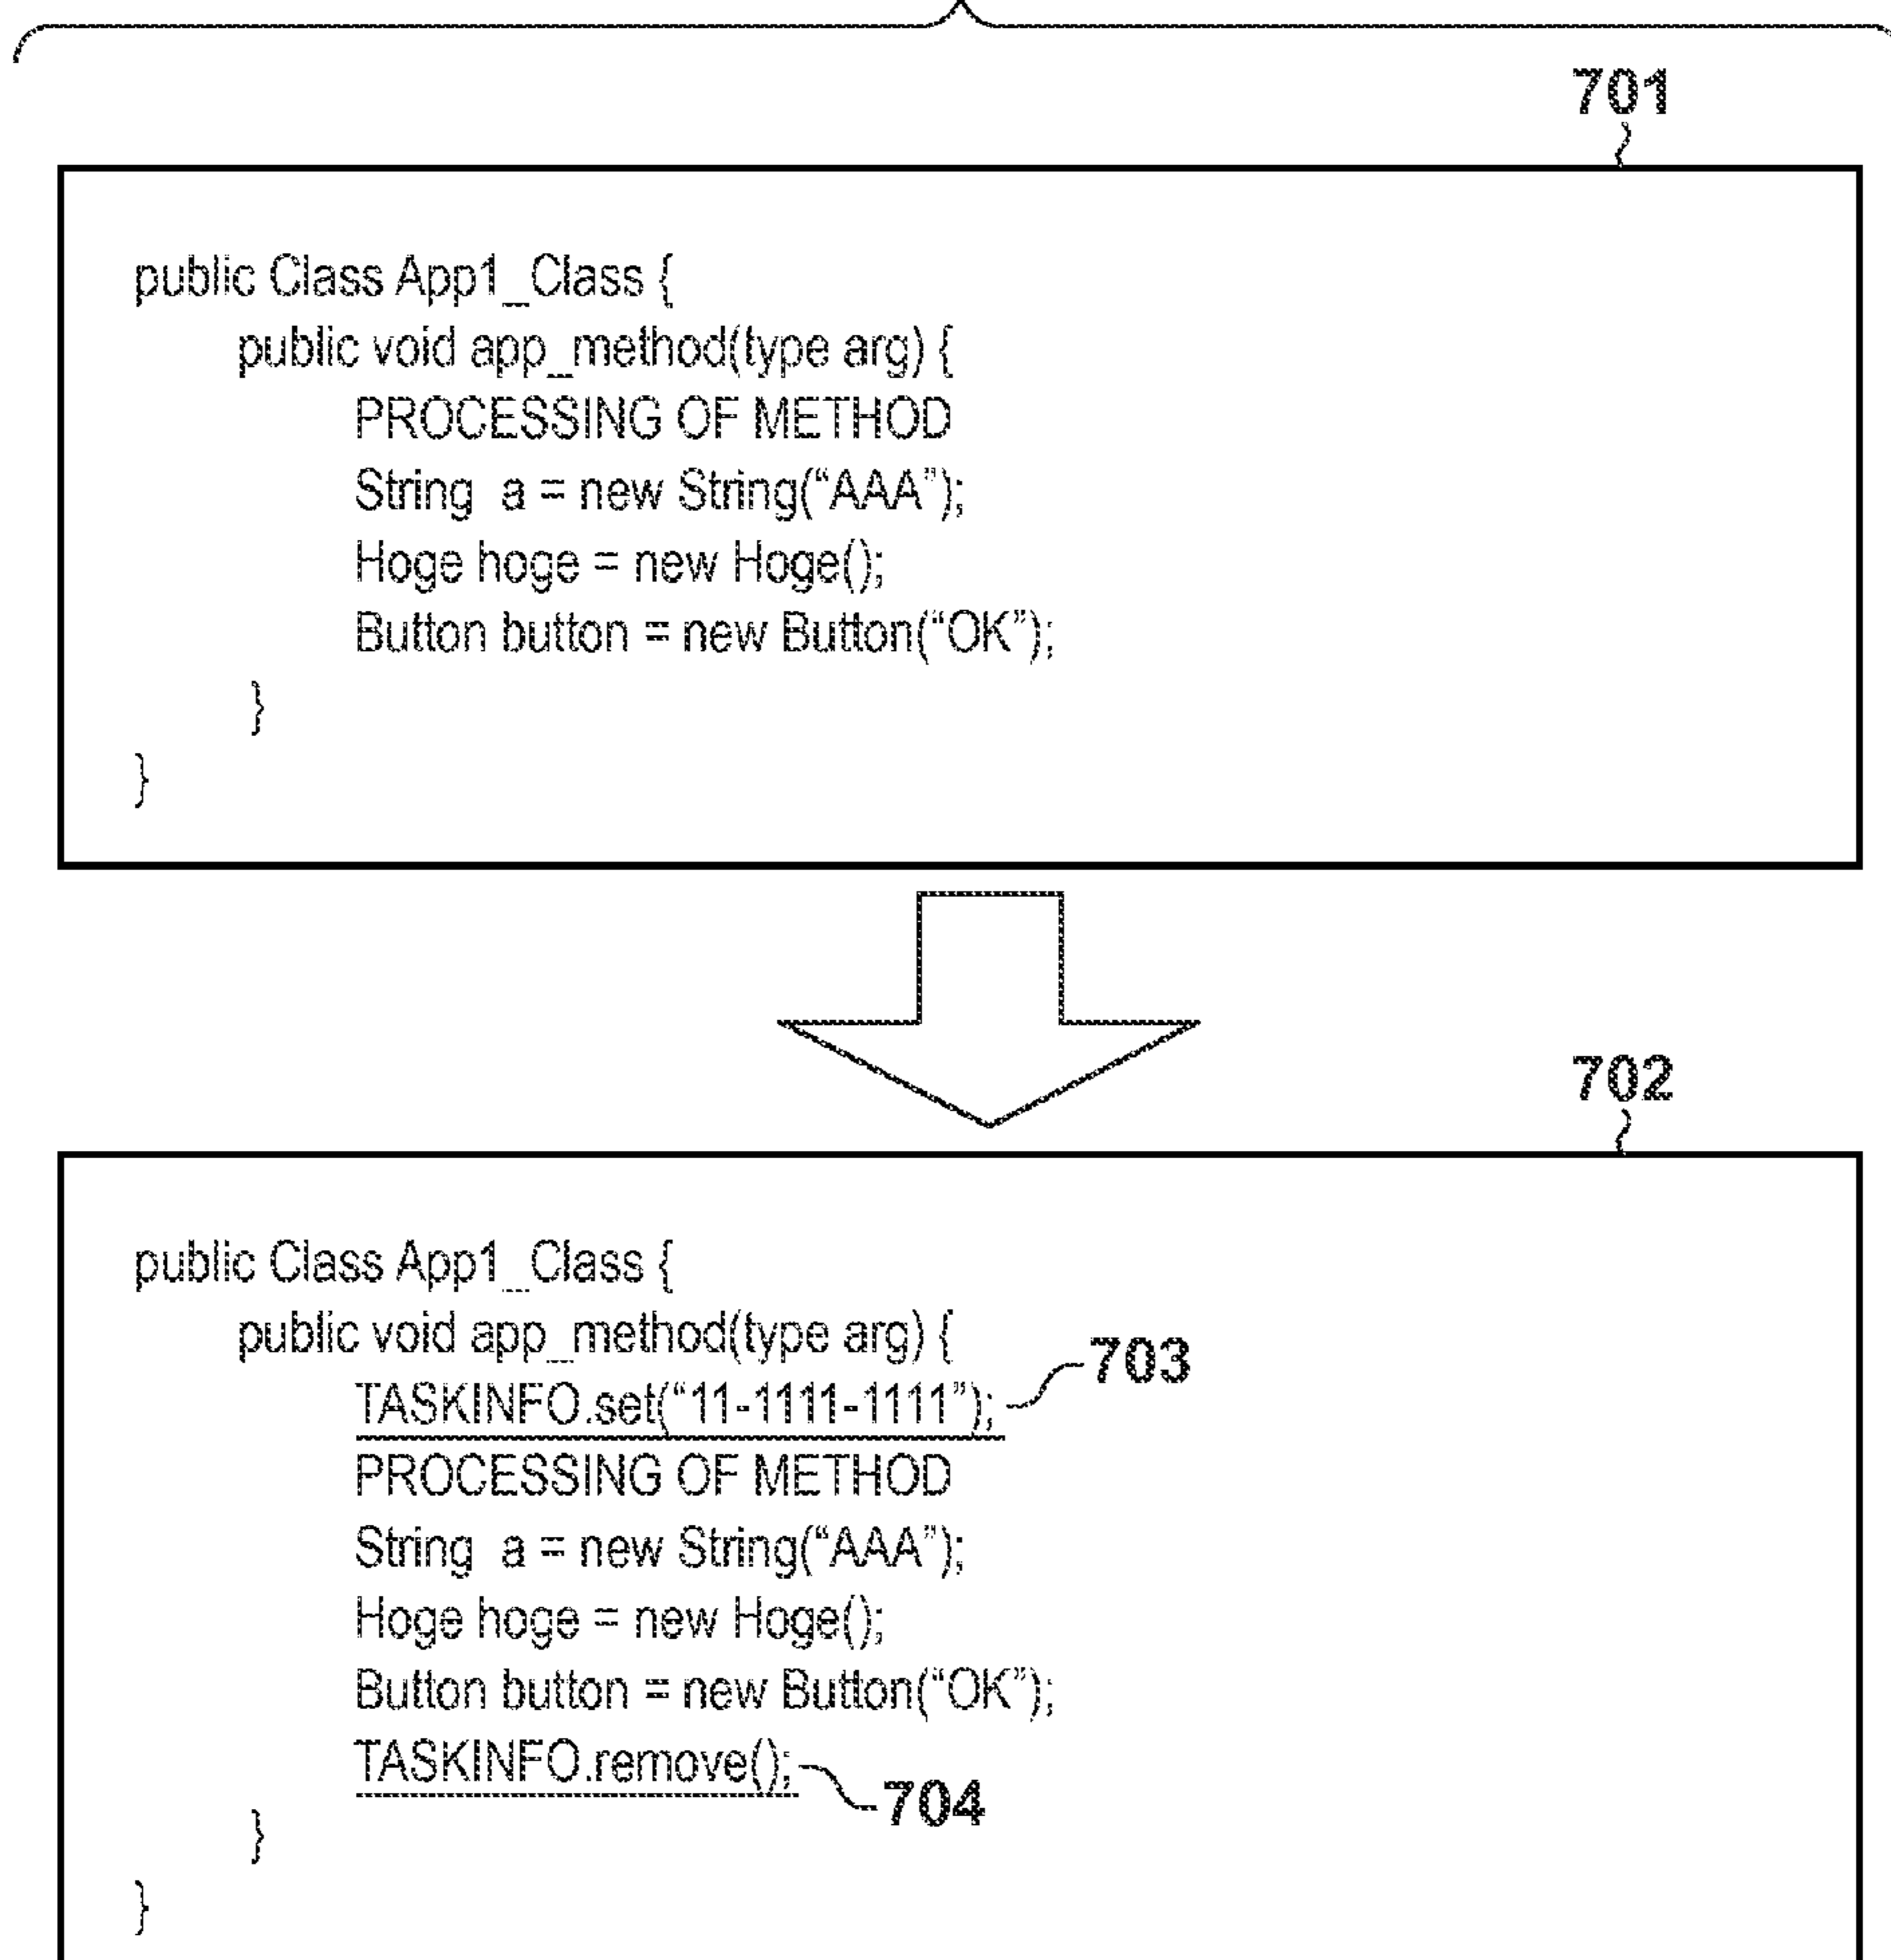 701
public Class App1_Class {
public void app_method(type arg) {
PROCESSING OF METHOD
String a = new String(“AAA”);
Hoge hoge = new Hoge();
Button button = new Button(“OK”);
}
}
702
public Class App1_Class {
public void app_method(type arg) {
TASKINFO.set(“11-1111-1111”); 703
PROCESSING OF METHOD
String a = new String(“AAA”);
Hoge hoge = new Hoge();
Button button = new Button(“OK”);
TASKINFO.remove(); 704
}
}